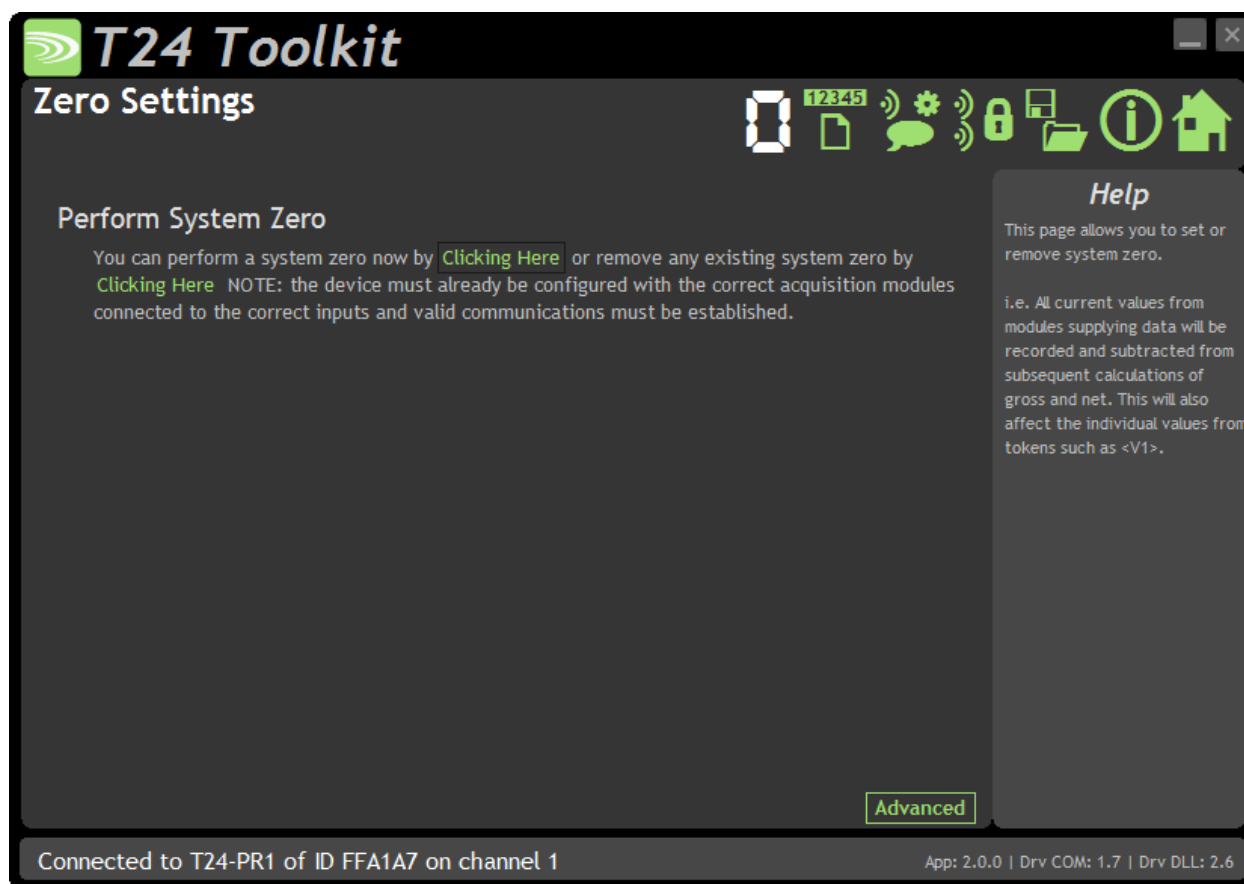 T24 Toolkit
Zero Settings
12345
Perform System Zero
You can perform a system zero now by Clicking Here or remove any existing system zero by
Clicking Here NOTE: the device must already be configured with the correct acquisition modules
connected to the correct inputs and valid communications must be established.
Advanced
Help
This page allows you to set or
remove system zero.
i.e. All current values from
modules supplying data will be
recorded and subtracted from
subsequent calculations of
gross and net. This will also
affect the individual values from
tokens such as <V1>.
Connected to T24-PR1 of ID FFA1A7 on channel 1
App: 2.0.0 | Drv COM: 1.7 | Drv DLL: 2.6